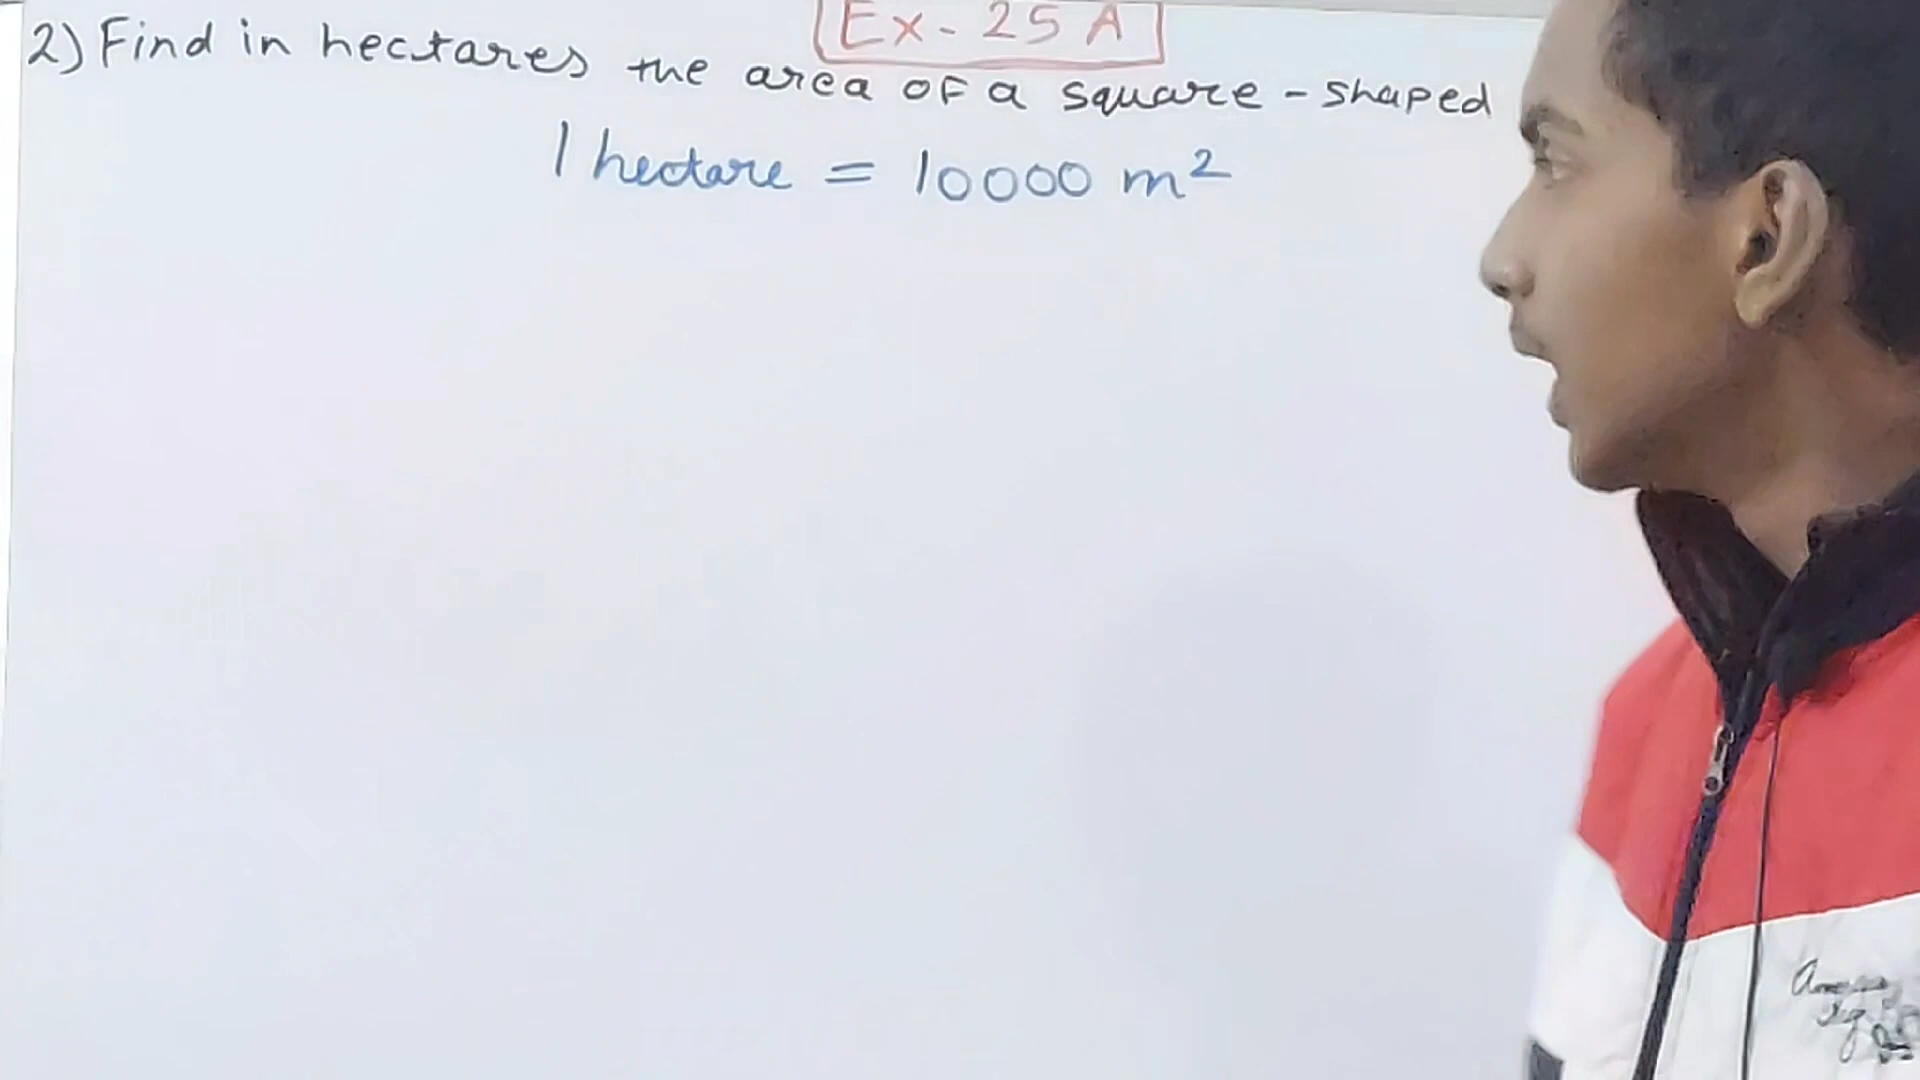 Ex- 25 A
2) Find in hectares the area of a square-shaped
1 hectare = 10000 m²